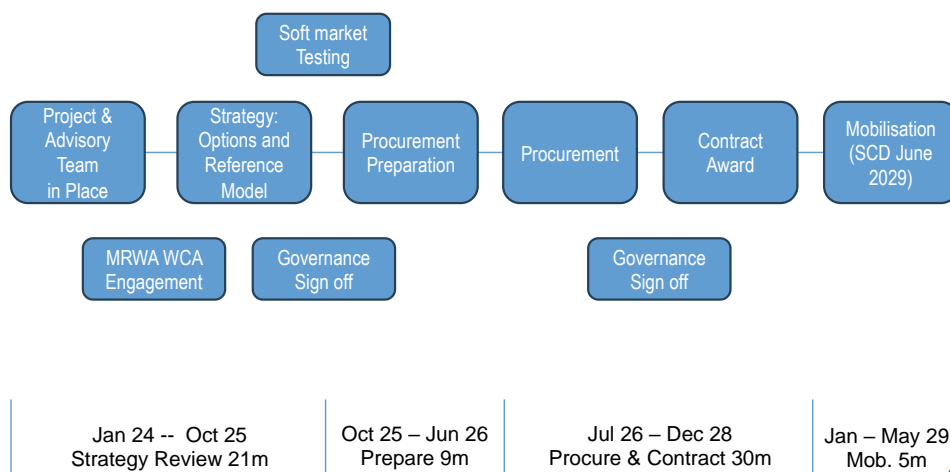 Soft market
Testing
Project &
Advisory
Team
in Place
Strategy:
Options and
Reference
Model
Procurement
Preparation
Procurement
Contract
Award
Mobilisation
(SCD June
2029)
MRWA WCA
Engagement
Governance
Sign off
Governance
Sign off
Jan 24 -- Oct 25
Strategy Review 21m
Oct 25 – Jun 26
Prepare 9m
Jul 26 – Dec 28
Procure & Contract 30m
Jan – May 29
Mob. 5m